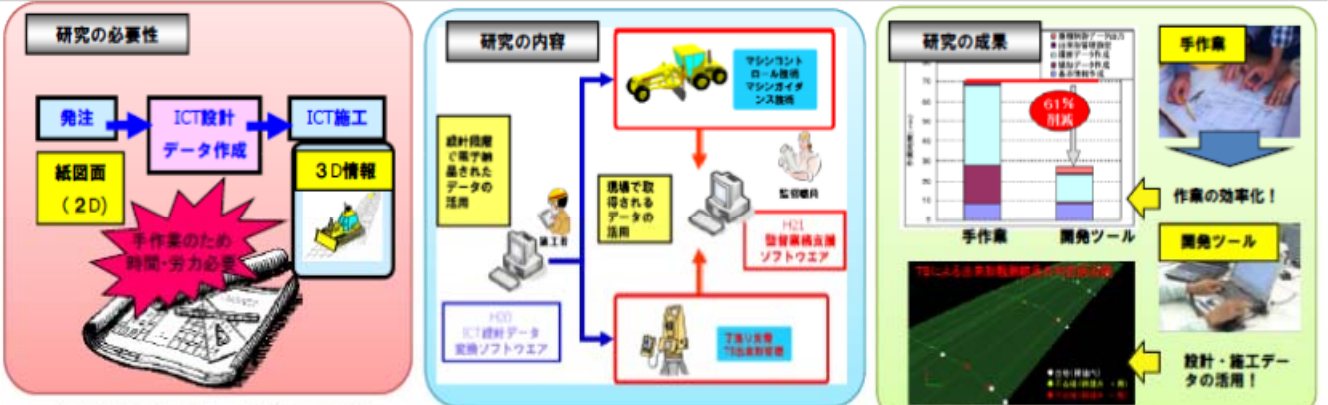 研究の必要性
発注
ICT設計
データ作成
ICT施工
紙図面
(2D)
3D情報
手作業のため
時間・労力必要
研究の内容
マシンコント
ロール技術
マシンガイダ
ンス技術
設計段階
で電子納
品された
データの
活用
施工者
現場で取
得される
データの
活用
監督職員
H21
監督業務支援
ソフトウエア
H20
ICT設計データ
変換ソフトウエア
丁張り支援
TS出来形管理
研究の成果
70
61%
削減
手作業
開発ツール
手作業
作業の効率化!
開発ツール
設計・施工デー
タの活用!